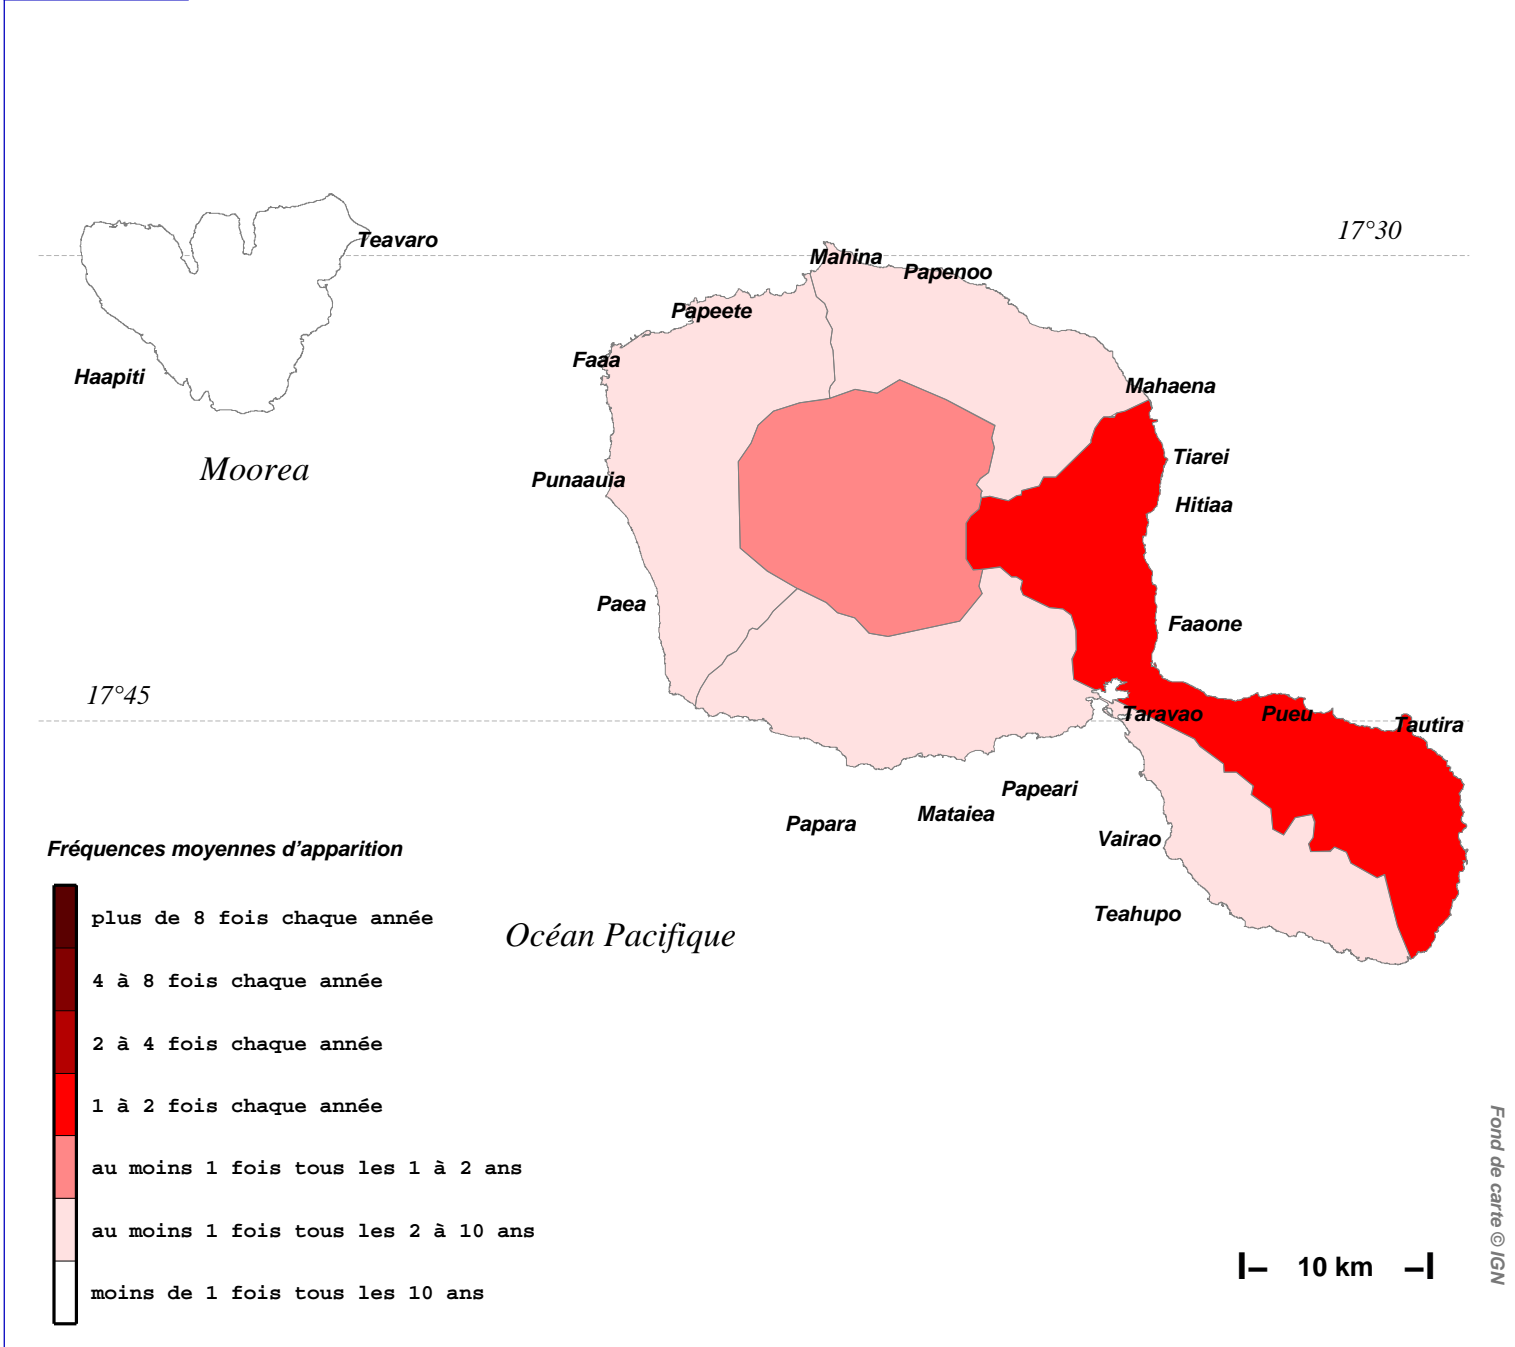 17°30
Teavaro
Mahina
Papenoo
Papeete
Faaa
Haapiti
Mahaena
Moorea
Tiarei
Punaauia
Hitiaa
Paea
Faaone
17°45
Taravao
Pueu
Tautira
Papeari
Mataiea
Papara
Vairao
Teahupo
Océan Pacifique
Fréquences moyennes d’apparition
plus de 8 fois chaque année
4 à 8 fois chaque année
2 à 4 fois chaque année
1 à 2 fois chaque année
au moins 1 fois tous les 1 à 2 ans
au moins 1 fois tous les 2 à 10 ans
moins de 1 fois tous les 10 ans
10 km
Fond de carte © IGN